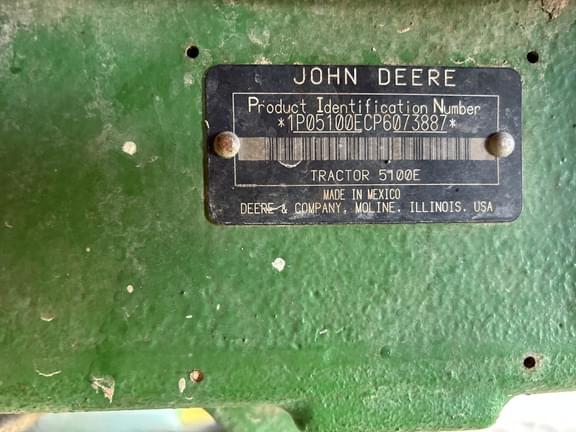 JOHN DEERE
Product Identification Number
*1P05100ECP6073887*
TRACTOR 5100E
MADE IN MEXICO
DEERE & COMPANY, MOLINE, ILLINOIS, USA